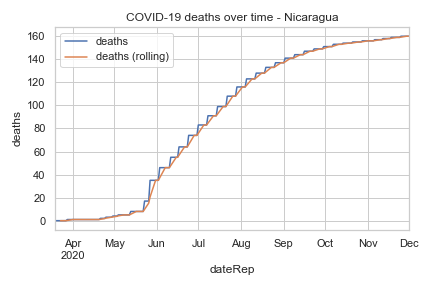 COVID-19 deaths over time - Nicaragua
deaths
deaths (rolling)
160
140
120
100
80
60
40
20
0
deaths
Apr
2020
May
Jun
Jul
Aug
Sep
Oct
Nov
Dec
dateRep